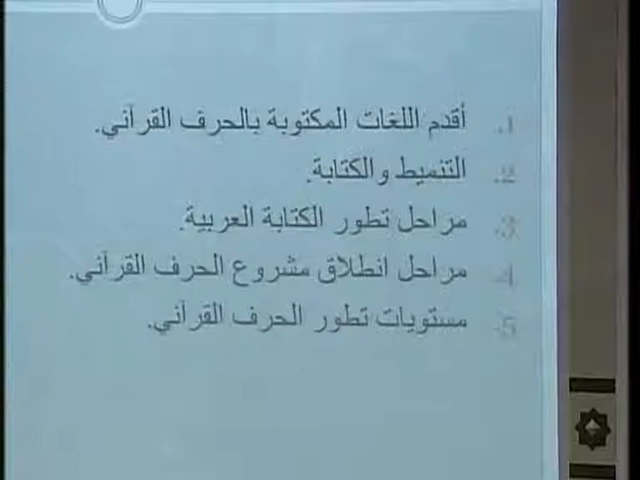 1. أقدم اللغات المكتوبة بالحرف القرآني.
2. التنميط والكتابة.
3. مراحل تطور الكتابة العربية.
4. مراحل انطلاق مشروع الحرف القرآني.
5. مستويات تطور الحرف القرآني.